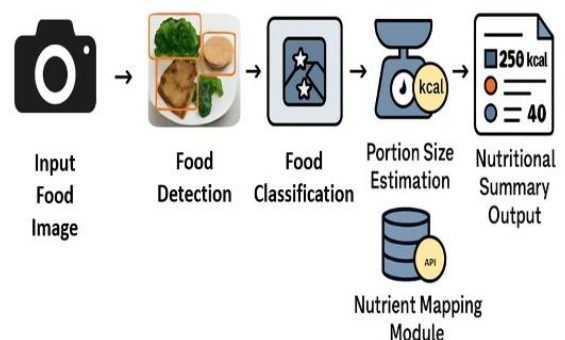 kcal
250 kcal
40
Input
Food
Image
Food
Detection
Food
Classification
Portion Size
Estimation
Nutritional
Summary
Output
API
Nutrient Mapping
Module